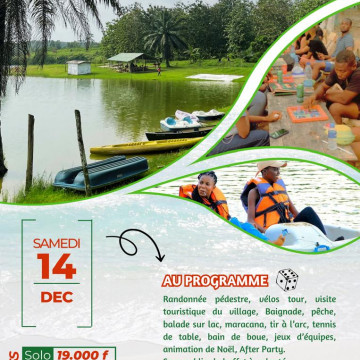 SAMEDI
14
DEC
Solo 19.000 f
AU PROGRAMME
Randonnée pédestre, vélos tour, visite
touristique du village, Baignade, pêche,
balade sur lac, maracana, tir à l'arc, tennis
de table, bain de boue, jeux d'équipes,
animation de Noël, After Party,